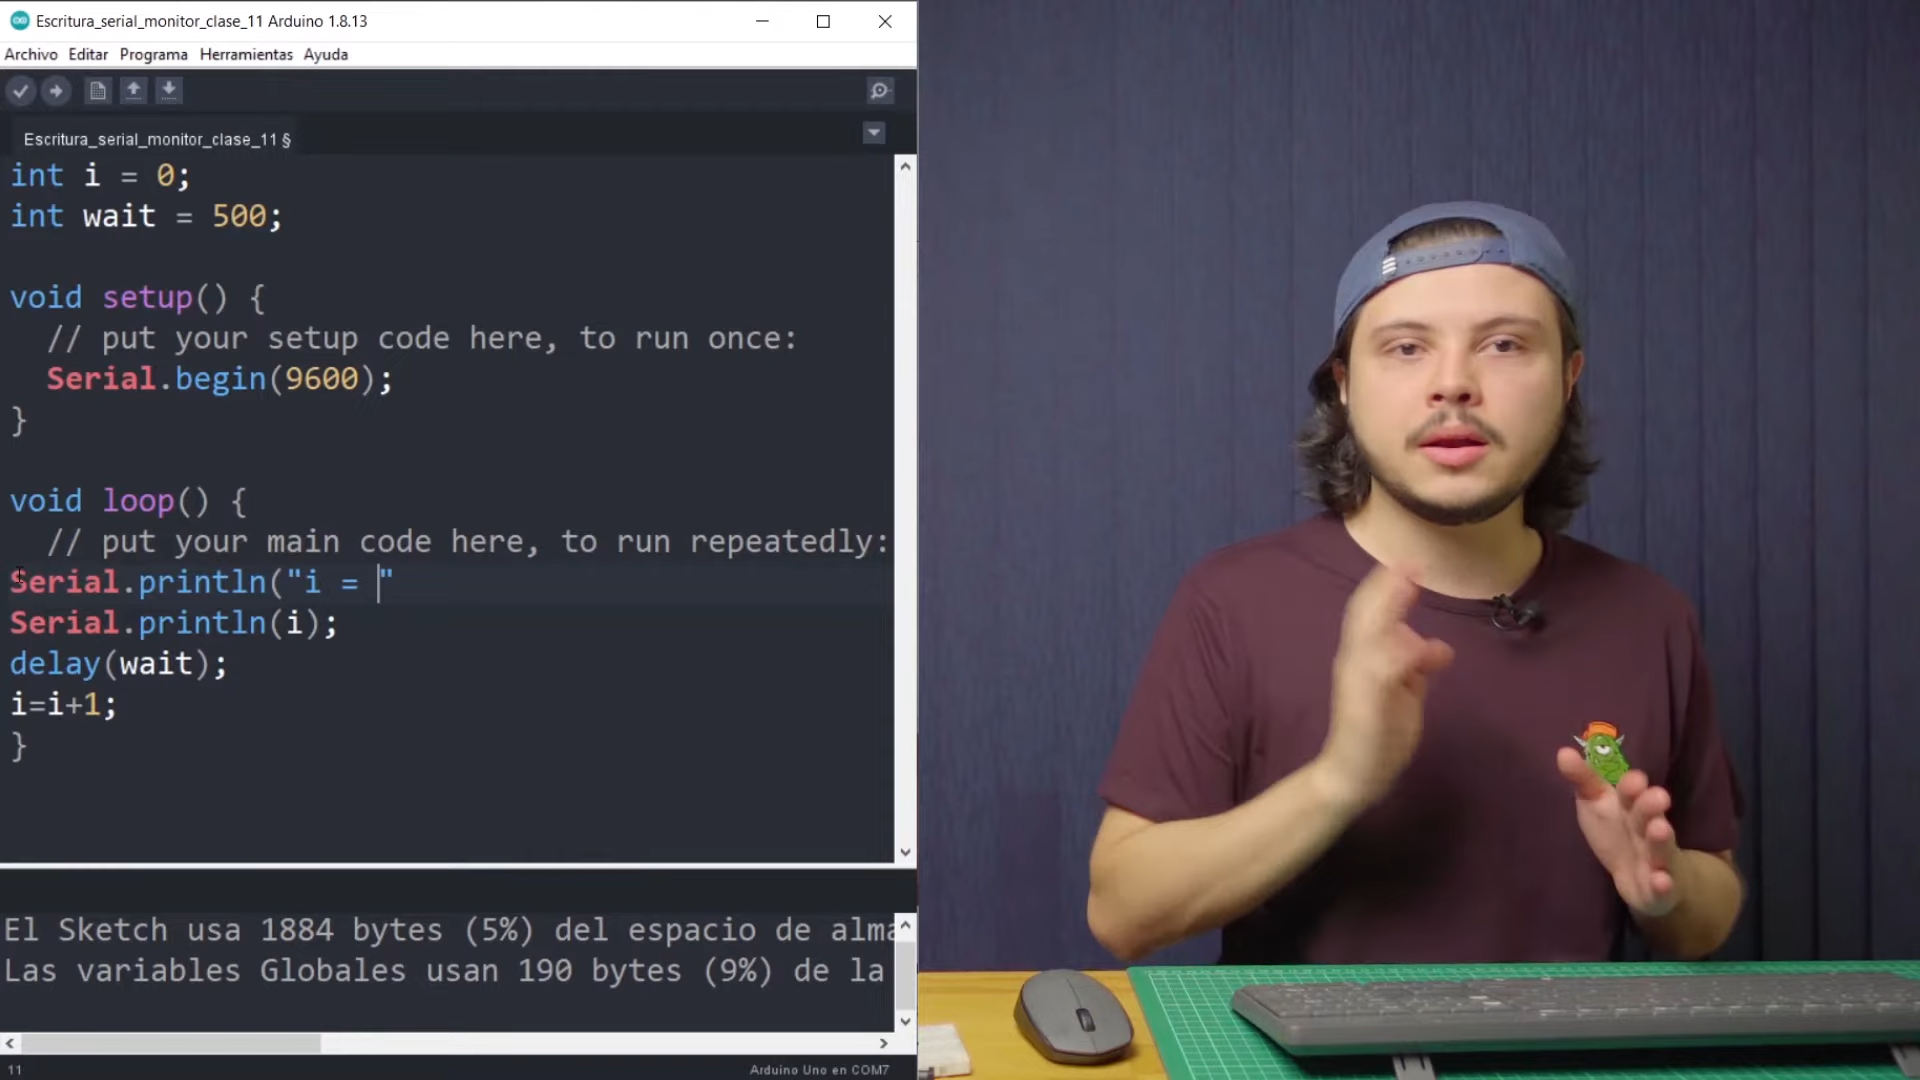 Escritura_serial_monitor_clase_11 Arduino 1.8.13
Archivo Editar Programa Herramientas Ayuda
Escritura_serial_monitor_clase_11 §
int i = 0;
int wait = 500;
void setup() {
// put your setup code here, to run once:
Serial.begin(9600);
}
void loop() {
// put your main code here, to run repeatedly:
Serial.println("i = "
Serial.println(i);
delay(wait);
i=i+1;
}
El Sketch usa 1884 bytes (5%) del espacio de alma
Las variables Globales usan 190 bytes (9%) de la
11
Arduino Uno en COM7